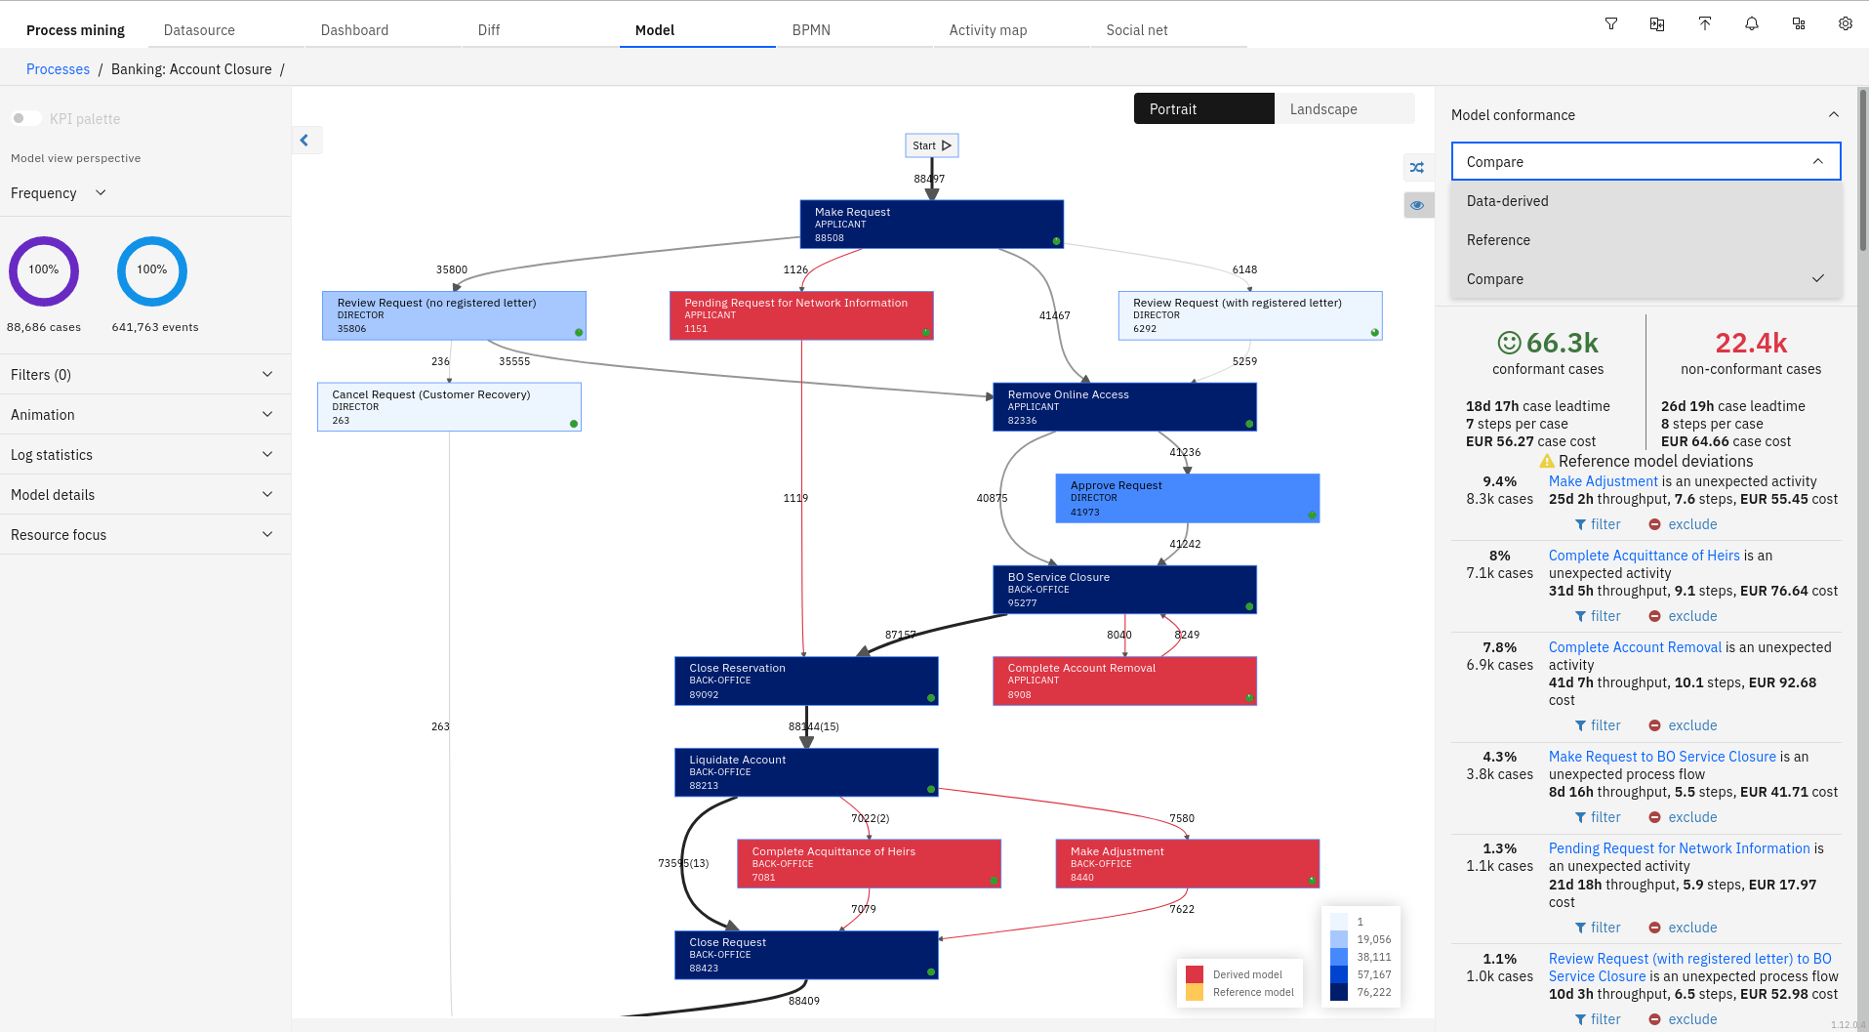 Process mining
Datasource
Dashboard
Diff
Model
BPMN
Activity map
Social net
Processes / Banking: Account Closure /
KPI palette
Model view perspective
Frequency
100%
100%
88,686 cases
641,763 events
Filters (0)
Animation
Log statistics
Model details
Resource focus
Portrait
Landscape
Start
88497
Make Request
APPLICANT
88508
35800
1126
6148
Review Request (no registered letter)
DIRECTOR
35806
Pending Request for Network Information
APPLICANT
1151
41467
Review Request (with registered letter)
DIRECTOR
6292
236
35555
5259
Cancel Request (Customer Recovery)
DIRECTOR
263
Remove Online Access
APPLICANT
82336
41236
1119
40875
Approve Request
DIRECTOR
41973
41242
BO Service Closure
BACK-OFFICE
95277
87157
8040
8249
Close Reservation
BACK-OFFICE
89092
Complete Account Removal
APPLICANT
8908
263
88144(15)
Liquidate Account
BACK-OFFICE
88213
7022(2)
7580
73595(13)
Complete Acquittance of Heirs
BACK-OFFICE
7081
Make Adjustment
BACK-OFFICE
8440
7079
7622
Close Request
BACK-OFFICE
88423
88409
Derived model
Reference model
1
19,056
38,111
57,167
76,222
Model conformance
Compare
Data-derived
Reference
Compare
66.3k
conformant cases
18d 17h case leadtime
7 steps per case
EUR 56.27 case cost
22.4k
non-conformant cases
26d 19h case leadtime
8 steps per case
EUR 64.66 case cost
Reference model deviations
9.4%
8.3k cases
Make Adjustment is an unexpected activity
25d 2h throughput, 7.6 steps, EUR 55.45 cost
filter
exclude
8%
7.1k cases
Complete Acquittance of Heirs is an
unexpected activity
31d 5h throughput, 9.1 steps, EUR 76.64 cost
filter
exclude
7.8%
6.9k cases
Complete Account Removal is an unexpected
activity
41d 7h throughput, 10.1 steps, EUR 92.68
cost
filter
exclude
4.3%
3.8k cases
Make Request to BO Service Closure is an
unexpected process flow
8d 16h throughput, 5.5 steps, EUR 41.71 cost
filter
exclude
1.3%
1.1k cases
Pending Request for Network Information is
an unexpected activity
21d 18h throughput, 5.9 steps, EUR 17.97
cost
filter
exclude
1.1%
1.0k cases
Review Request (with registered letter) to BO
Service Closure is an unexpected process flow
10d 3h throughput, 6.5 steps, EUR 52.98 cost
filter
exclude